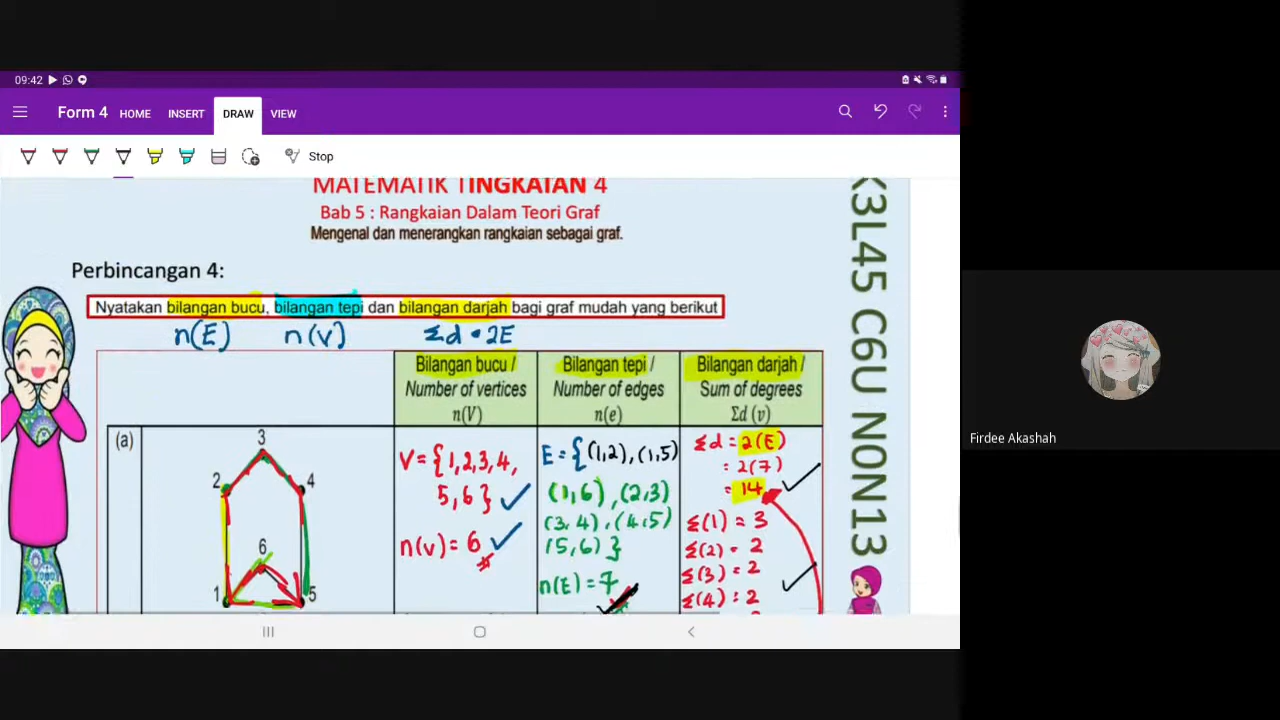 09:42
Form 4 HOME INSERT DRAW VIEW
Stop
MATEMATIK TINGKATAN 4
Bab 5 : Rangkaian Dalam Teori Graf
Mengenal dan menerangkan rangkaian sebagai graf.
Perbincangan 4:
Nyatakan bilangan bucu, bilangan tepi dan bilangan darjah bagi graf mudah yang berikut
n(E) n(V) Σd = 2E
Bilangan bucu /
Number of vertices
n(V)
Bilangan tepi /
Number of edges
n(e)
Bilangan darjah /
Sum of degrees
Σd (v)
(a)
3
2 4
6
1 5
V = {1,2,3,4,
5,6}
n(v) = 6
E = {(1,2),(1,5)
(1,6),(2,3)
(3,4),(4,5)
(5,6)}
n(E) = 7
Σd = 2(E)
= 2(7)
= 14
Σ(1) = 3
Σ(2) = 2
Σ(3) = 2
Σ(4) = 2
K3L45 C6U N0N13
Firdee Akashah